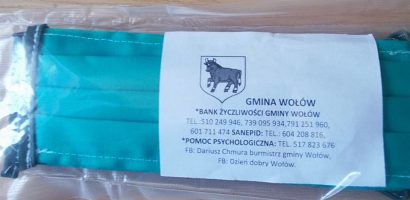 GMINA WOŁÓW
*BANK ŻYCZLIWOŚCI GMINY WOŁÓW
TEL.:510 249 946, 739 095 934,791 251 960,
601 711 474 SANEPID: TEL.: 604 208 816,
*POMOC PSYCHOLOGICZNA: TEL. 517 823 676
FB: Dariusz Chmura burmistrz gminy Wołów.
FB: Dzień dobry Wołów.